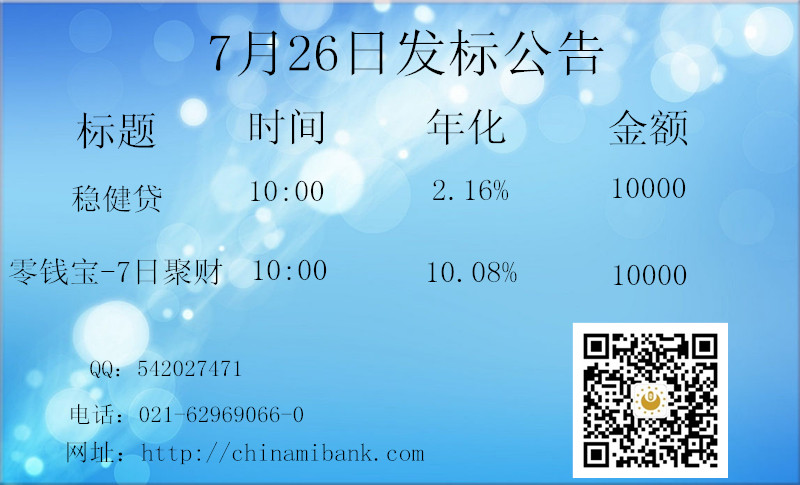 7月26日发标公告
标题 时间 年化 金额
稳健贷 10:00 2.16% 10000
零钱宝-7日聚财 10:00 10.08% 10000
QQ：542027471
电话：021-62969066-0
网址：http://chinamibank.com